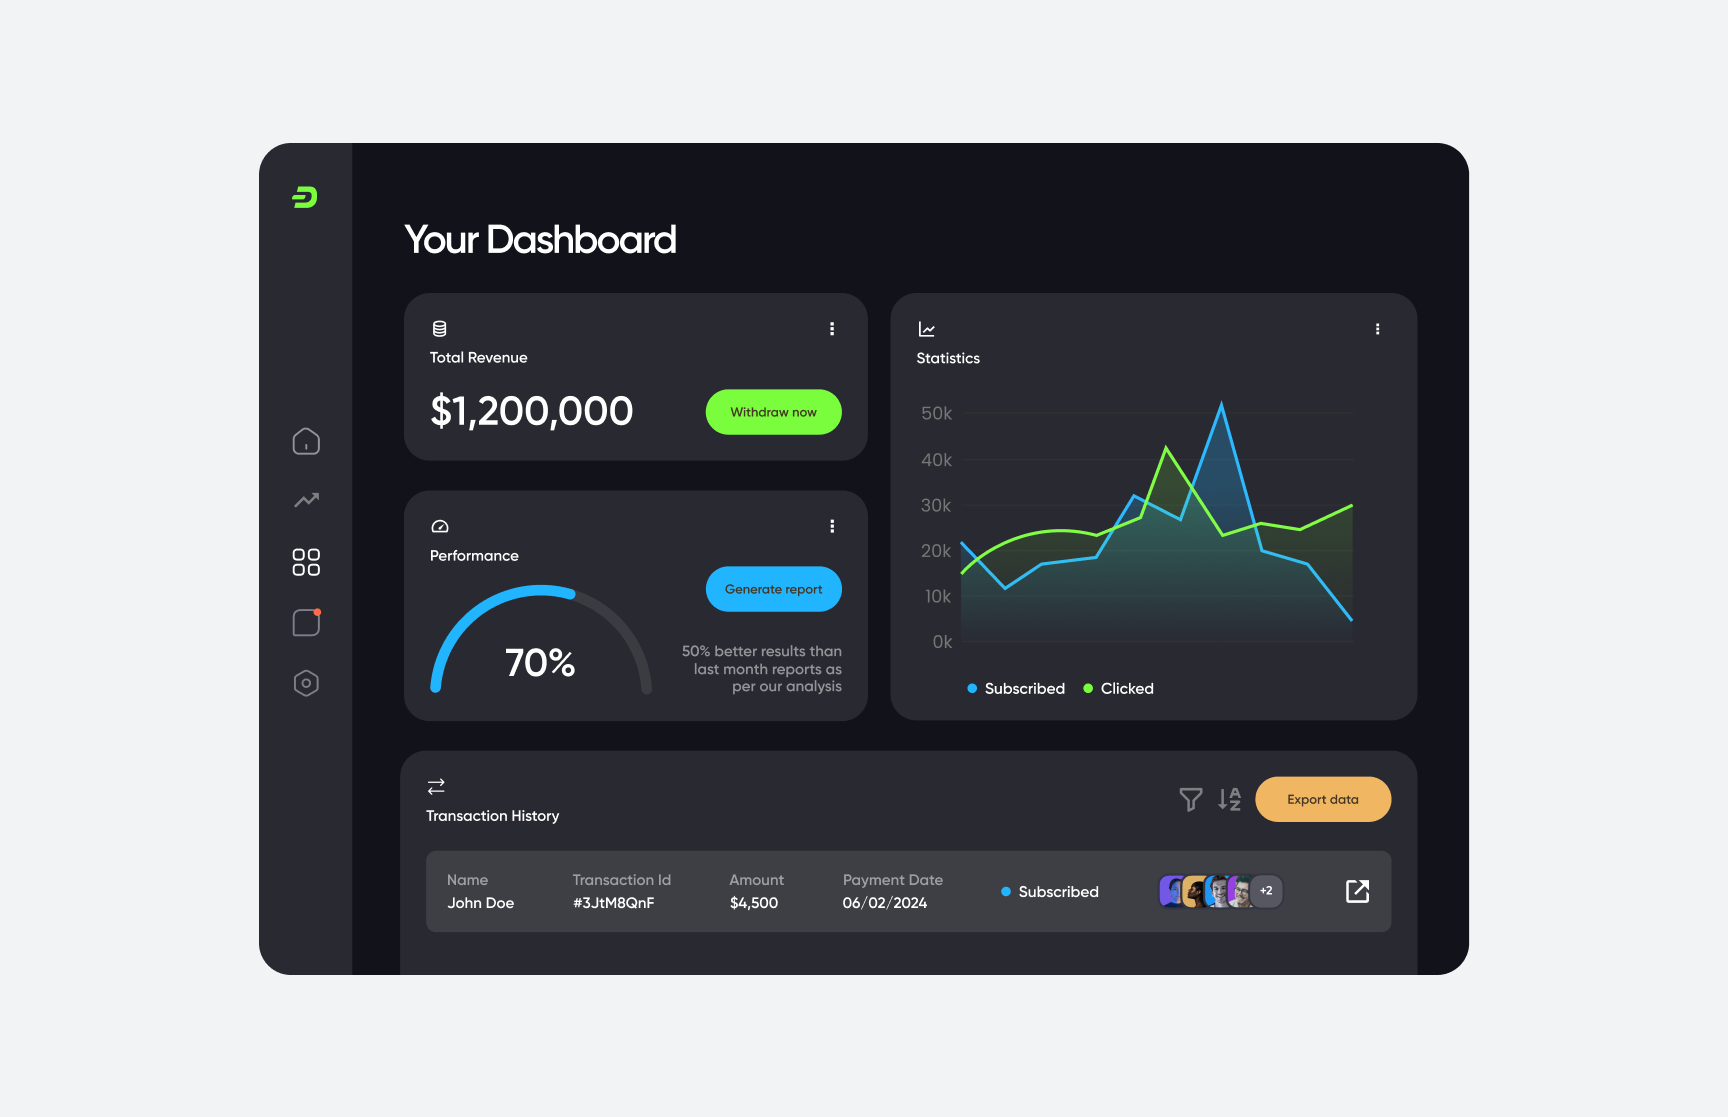 Your Dashboard
Total Revenue
$1,200,000
Withdraw now
Performance
Generate report
70%
50% better results than
last month reports as
per our analysis
Statistics
50k
40k
30k
20k
10k
0k
Subscribed
Clicked
Transaction History
A
Z
Export data
Name
Transaction Id
Amount
Payment Date
John Doe
#3JtM8QnF
$4,500
06/02/2024
Subscribed
+2